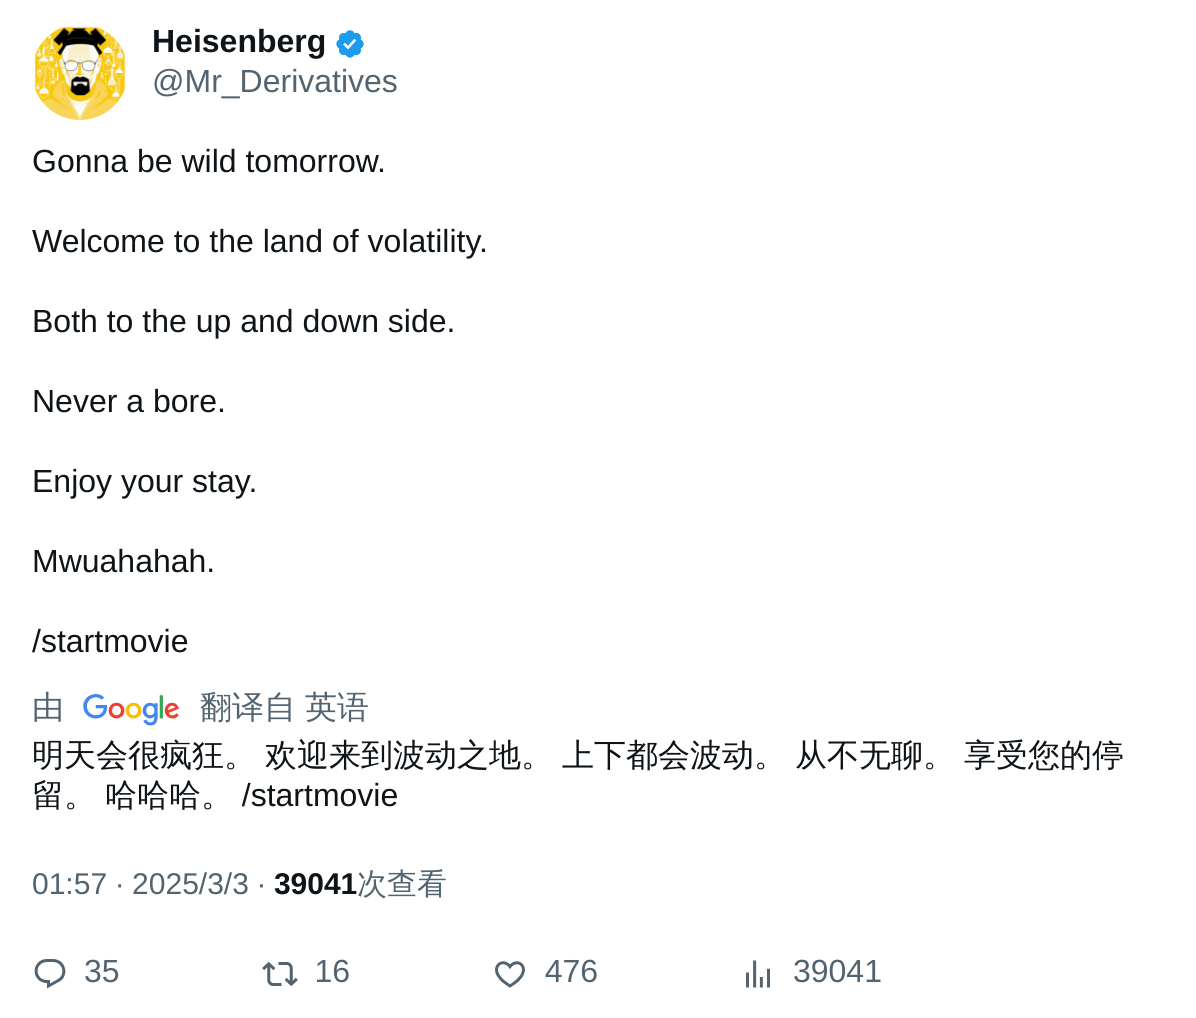 Heisenberg
@Mr_Derivatives
Gonna be wild tomorrow.
Welcome to the land of volatility.
Both to the up and down side.
Never a bore.
Enjoy your stay.
Mwuahahah.
/startmovie
由 Google 翻译自 英语
明天会很疯狂。 欢迎来到波动之地。 上下都会波动。 从不无聊。 享受您的停
留。 哈哈哈。 /startmovie
01:57 · 2025/3/3 · 39041次查看
35 16 476 39041